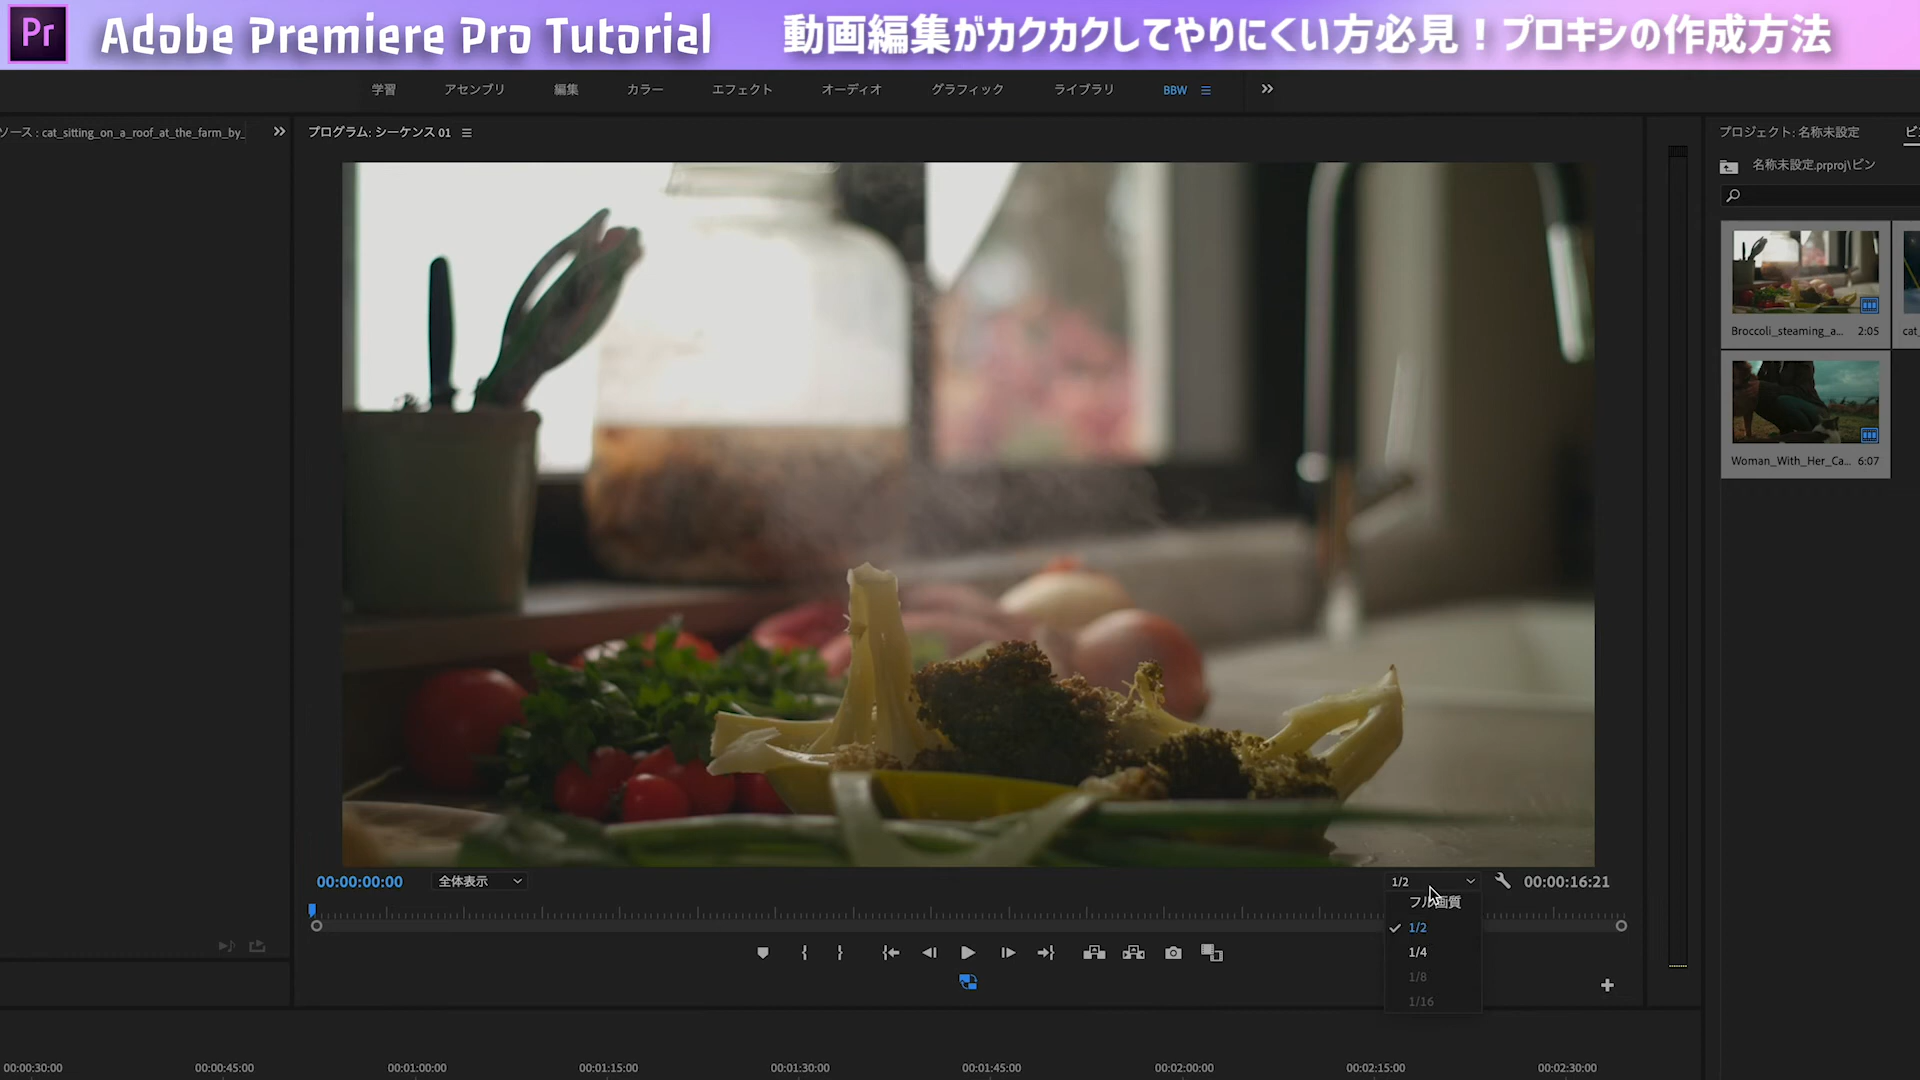 Pr Adobe Premiere Pro Tutorial 動画編集がカクカクしてやりにくい方必見！プロキシの作成方法
学習 アセンブリ 編集 カラー エフェクト オーディオ グラフィック ライブラリ BBW
ソース : cat_sitting_on_a_roof_at_the_farm_by_
プログラム: シーケンス 01
プロジェクト: 名称未設定
名称未設定.prproj\ビン
Broccoli_steaming_a... 2:05
cat_
Woman_With_Her_Ca... 6:07
00:00:00:00 全体表示 1/2 00:00:16:21
フル画質
1/2
1/4
1/8
1/16
00:00:30:00 00:00:45:00 00:01:00:00 00:01:15:00 00:01:30:00 00:01:45:00 00:02:00:00 00:02:15:00 00:02:30:00